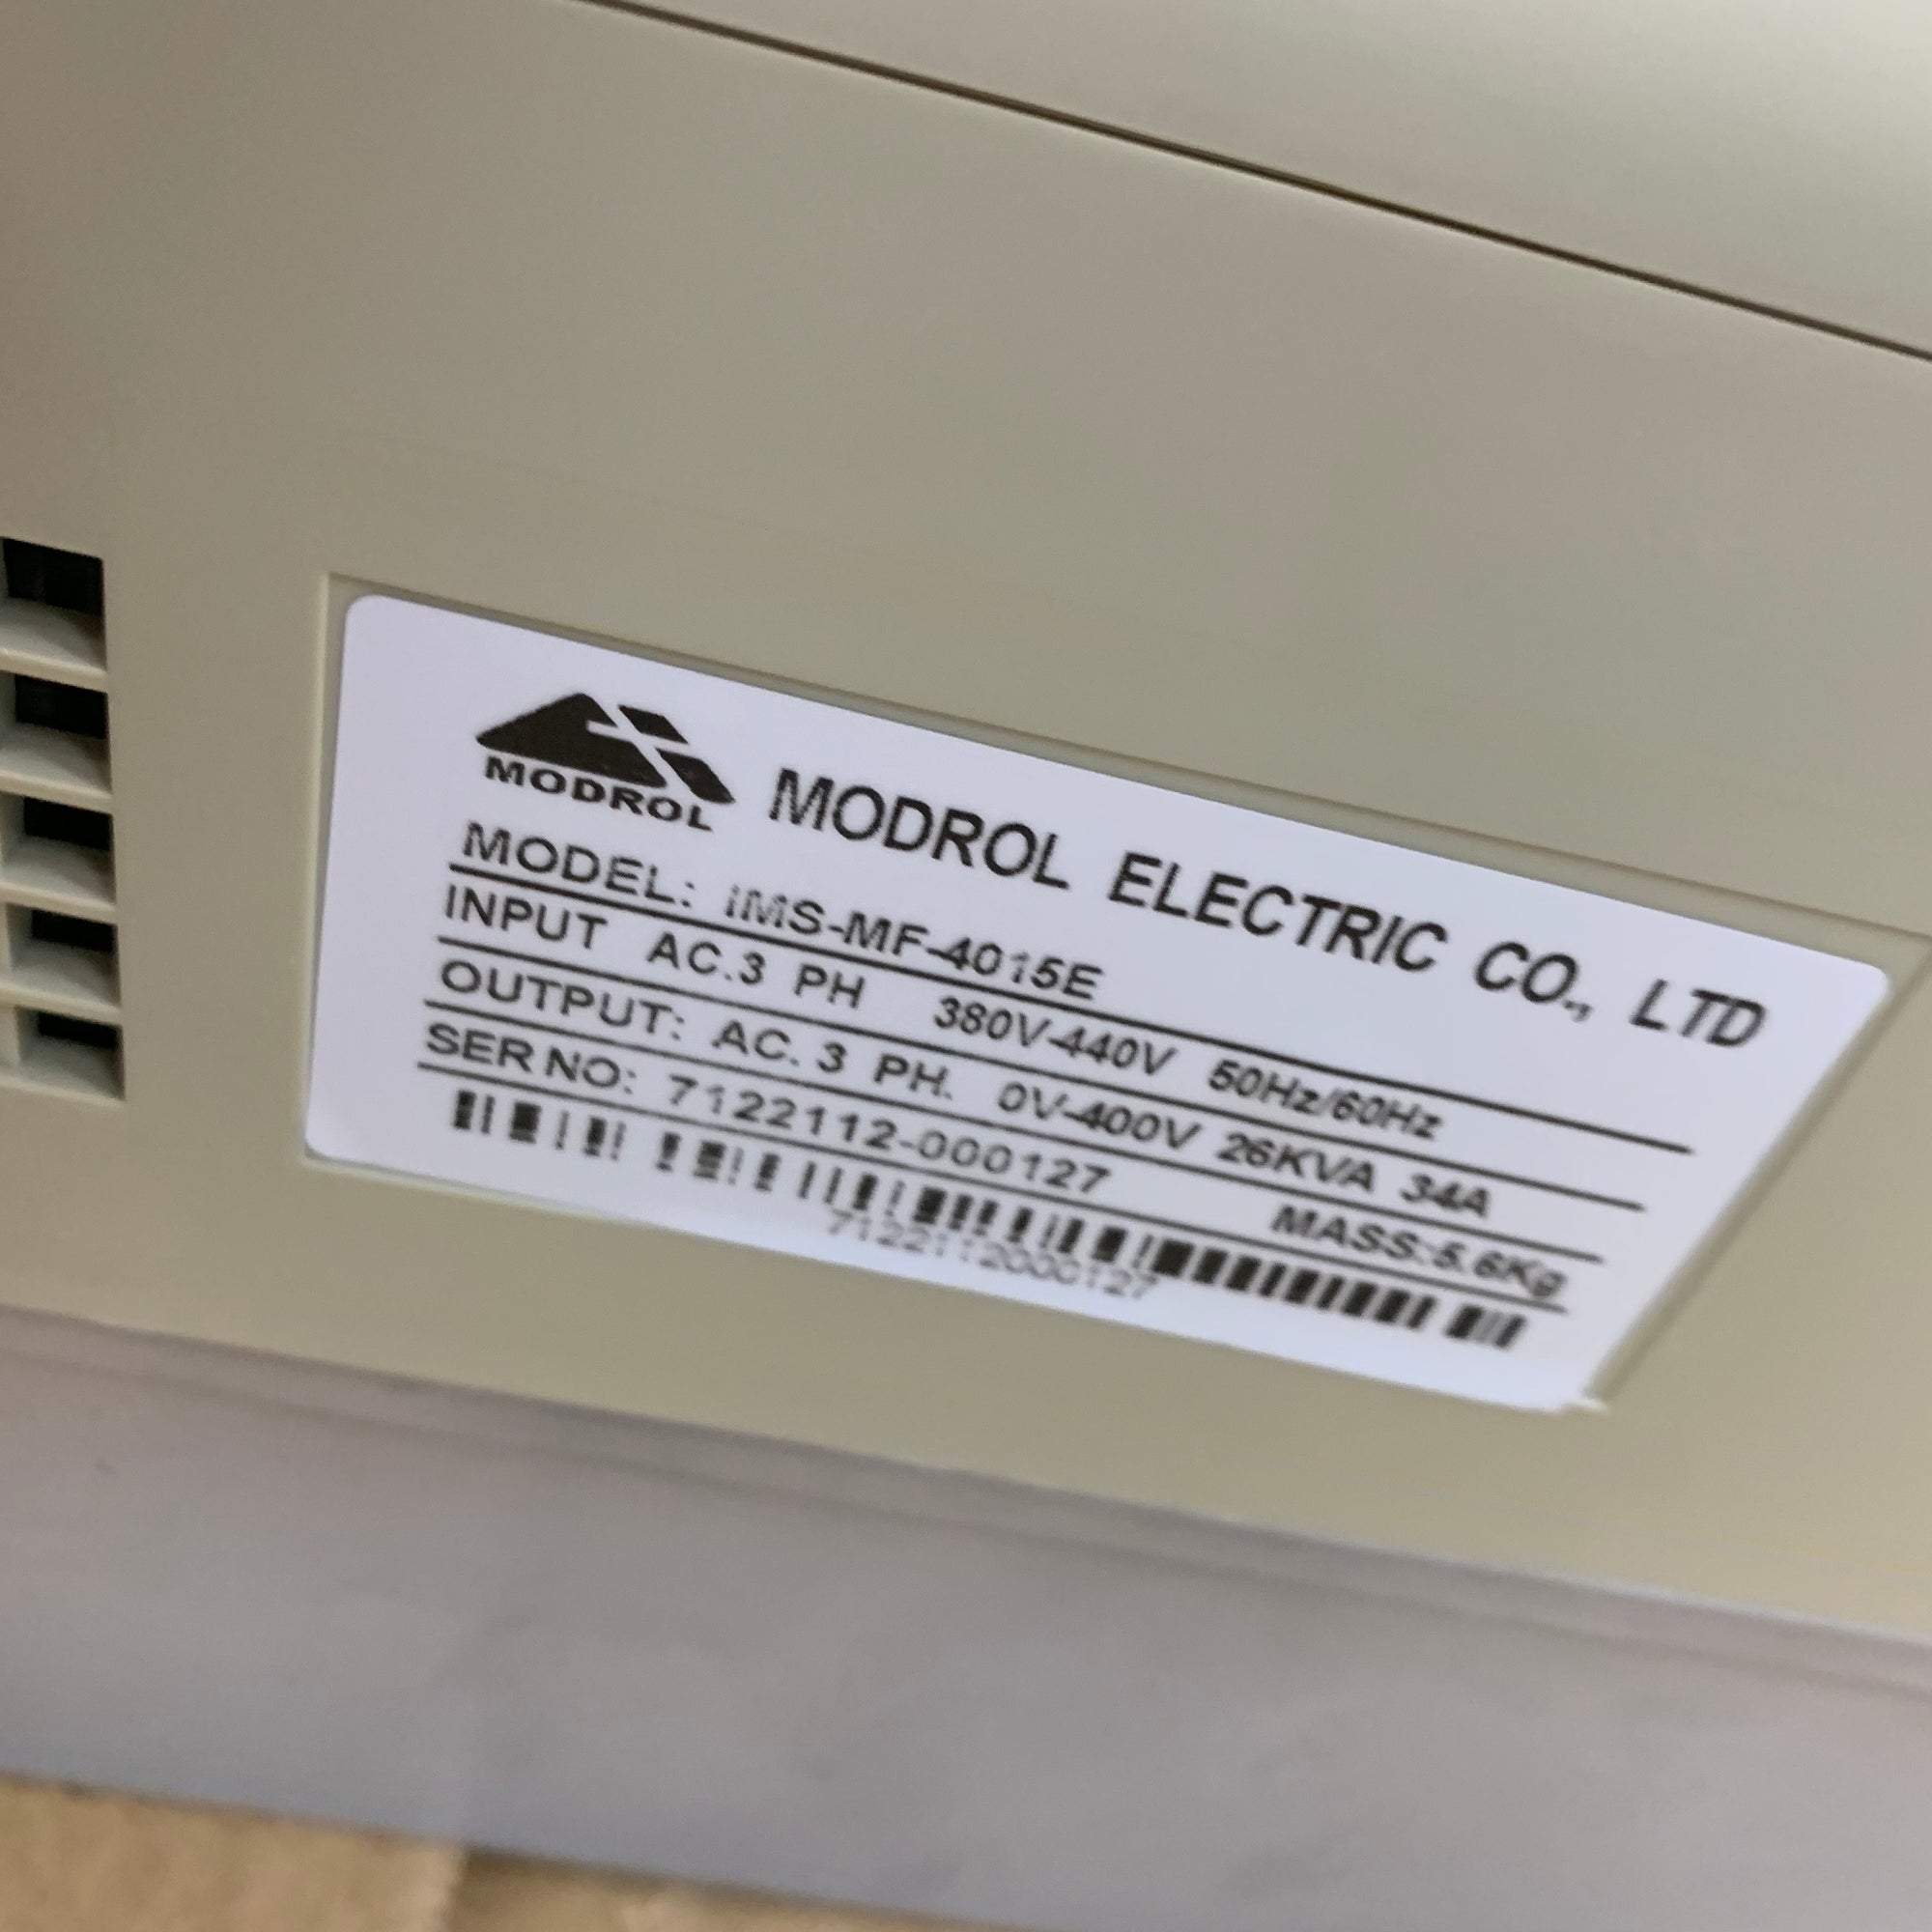 MODROL
MODROL ELECTRIC CO., LTD
MODEL: iMS-MF-4015E
INPUT AC.3 PH 380V-440V 50Hz/60Hz
OUTPUT: AC. 3 PH. 0V-400V 26KVA 34A
SER NO: 7122112-000127 MASS:5.6Kg
7122112000127